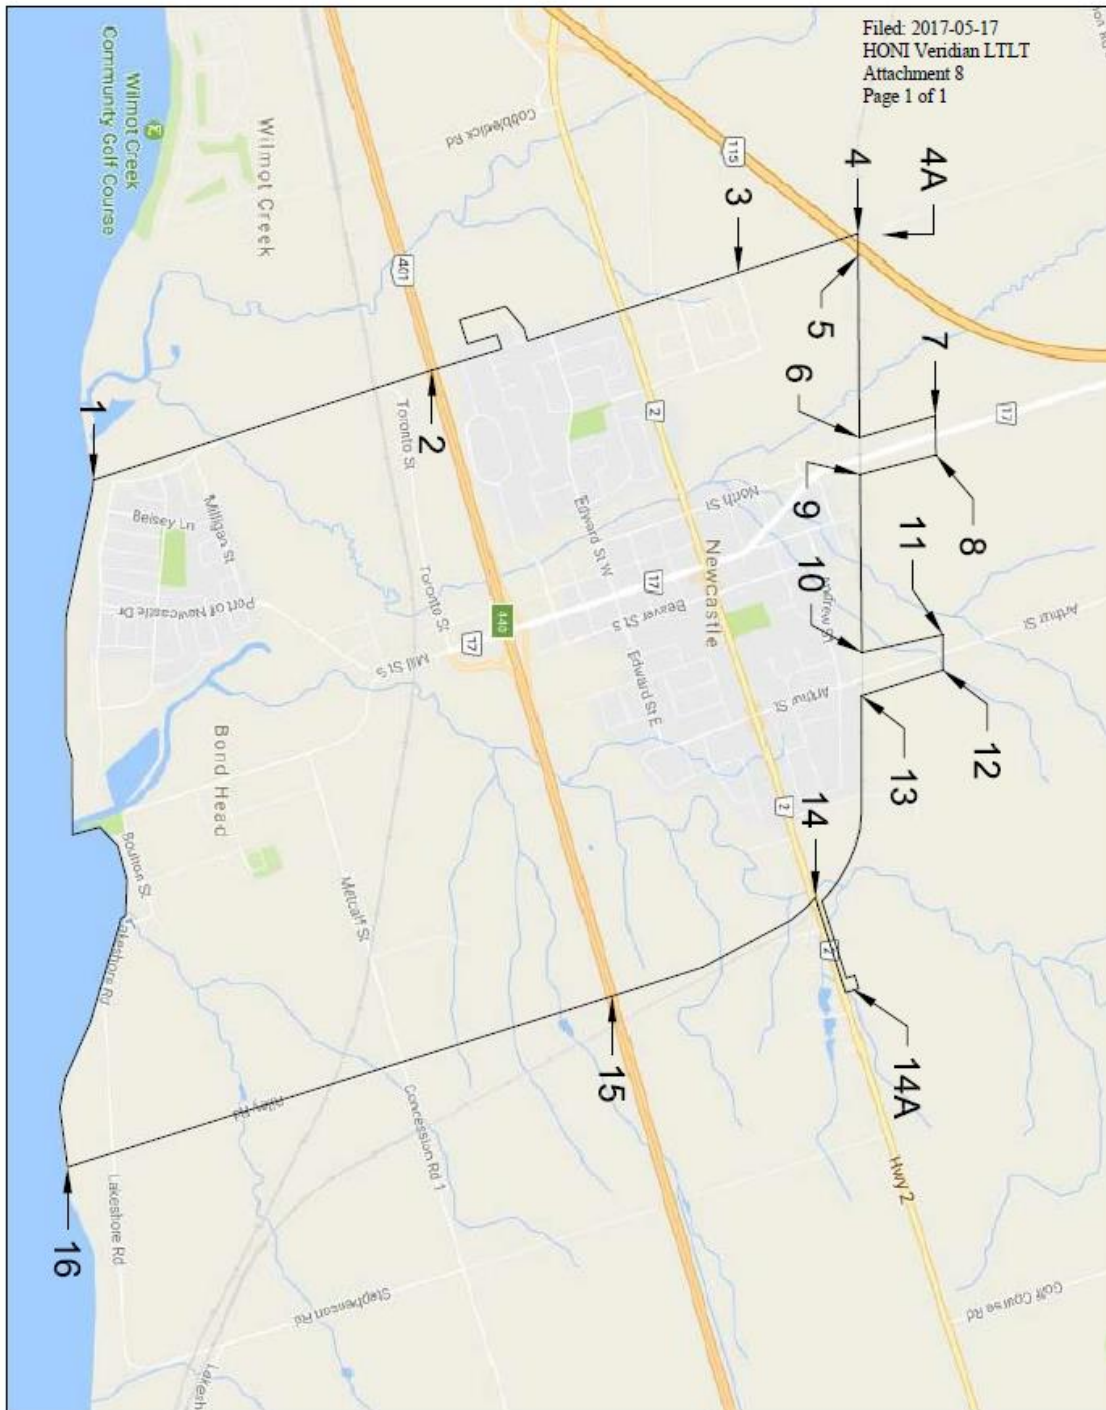 Filed: 2017-05-17
HONI Veridian LTLT
Attachment 8
Page 1 of 1
Wilmot Creek
Community Golf Course
Wilmot Creek
Cobbledick Rd
115
401
4A
4
3
5
7
6
17
8
9
2
1
2
Toronto St
Belsey Ln
Milligan St
Port of Newcastle Dr
North St
Edward St W
Newcastle
17
Beaver St S
440
17
Toronto St
Mill St S
Edward St E
11
10
Andrew St
Arthur St
Arthur St
12
13
14
2
2
14A
Bond Head
Boulton St
Metcalf St
Lakeshore Rd
15
Riley Rd
Concession Rd 1
Hwy 2
16
Lakeshore Rd
Stephenson Rd
Golf Course Rd
Lakesh